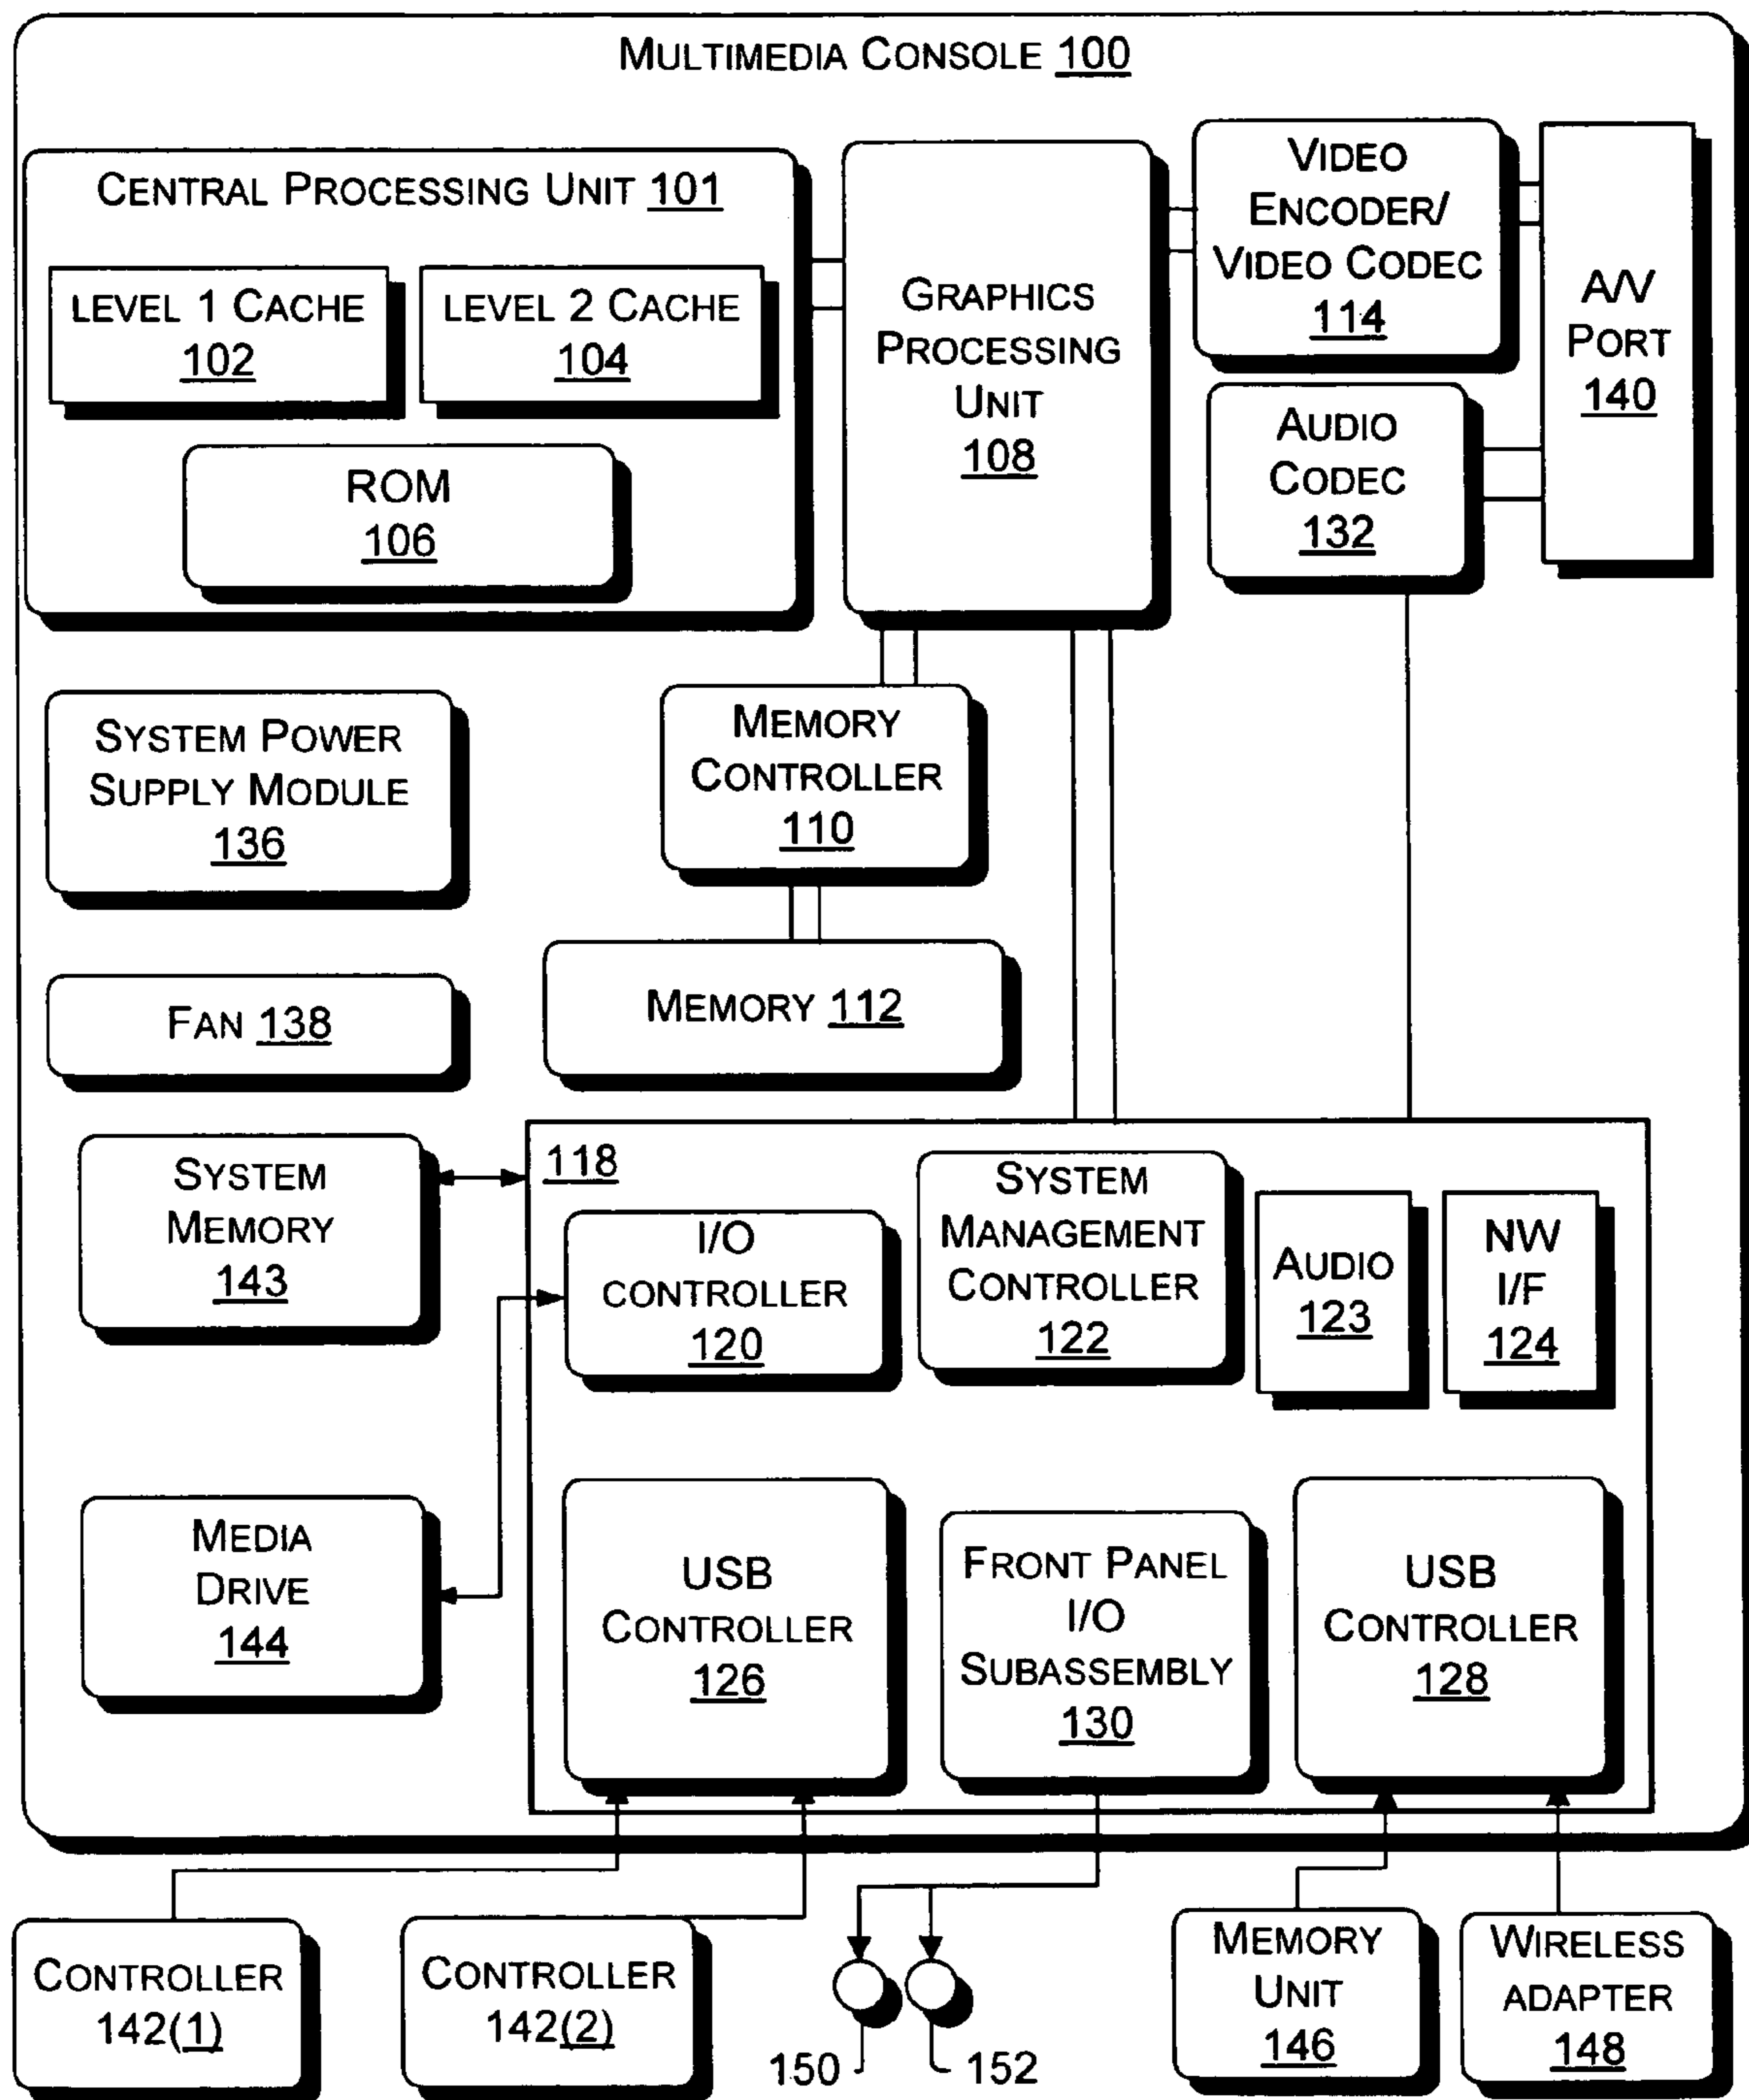 MULTIMEDIA CONSOLE 100
CENTRAL PROCESSING UNIT 101
LEVEL 1 CACHE
102
LEVEL 2 CACHE
104
ROM
106
GRAPHICS
PROCESSING
UNIT
108
VIDEO
ENCODER/
VIDEO CODEC
114
A/V
PORT
140
AUDIO
CODEC
132
SYSTEM POWER
SUPPLY MODULE
136
MEMORY
CONTROLLER
110
FAN 138
MEMORY 112
SYSTEM
MEMORY
143
118
I/O
CONTROLLER
120
SYSTEM
MANAGEMENT
CONTROLLER
122
AUDIO
123
NW
I/F
124
MEDIA
DRIVE
144
USB
CONTROLLER
126
FRONT PANEL
I/O
SUBASSEMBLY
130
USB
CONTROLLER
128
CONTROLLER
142(1)
CONTROLLER
142(2)
150
152
MEMORY
UNIT
146
WIRELESS
ADAPTER
148